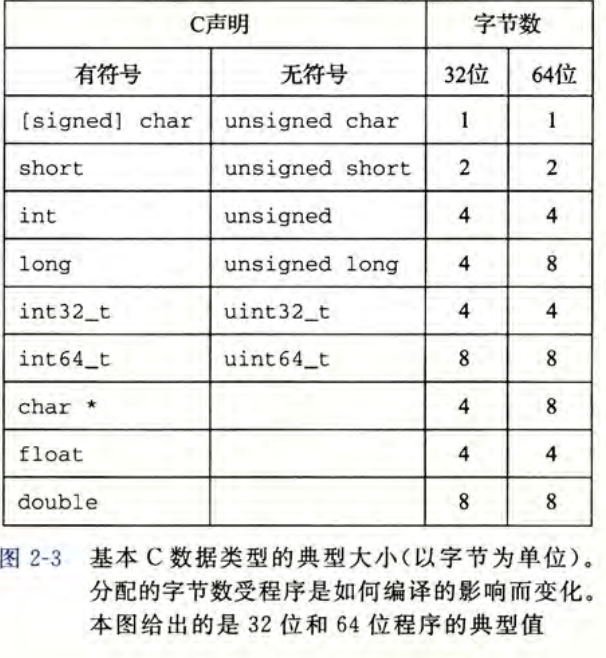 C声明 字节数
有符号 无符号 32位 64位
[signed] char unsigned char 1 1
short unsigned short 2 2
int unsigned 4 4
long unsigned long 4 8
int32_t uint32_t 4 4
int64_t uint64_t 8 8
char * 4 8
float 4 4
double 8 8
图 2-3 基本 C 数据类型的典型大小(以字节为单位)。
分配的字节数受程序是如何编译的影响而变化。
本图给出的是 32 位和 64 位程序的典型值